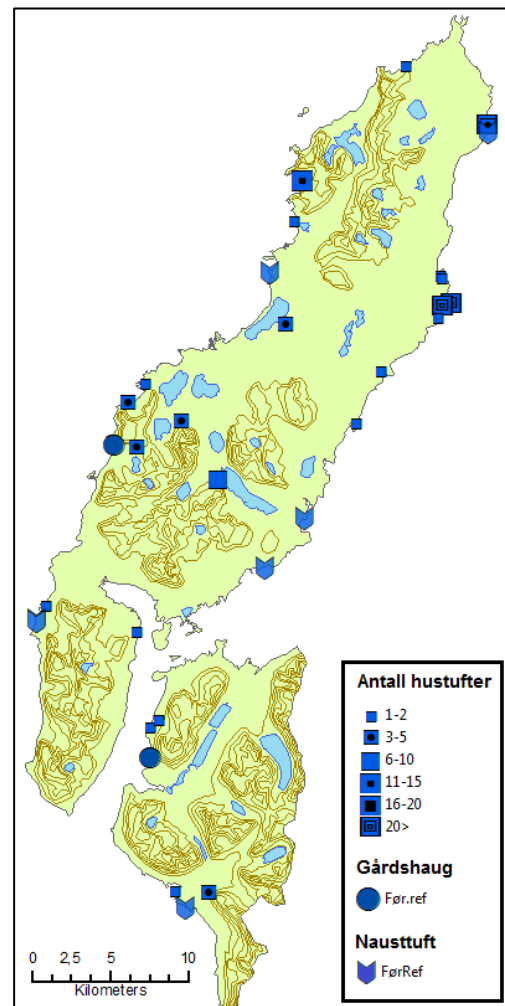 Antall hustufter
1-2
3-5
6-10
11-15
16-20
20>
Gårdshaug
Før.ref
Nausttuft
FørRef
0 2,5 5 10
Kilometers